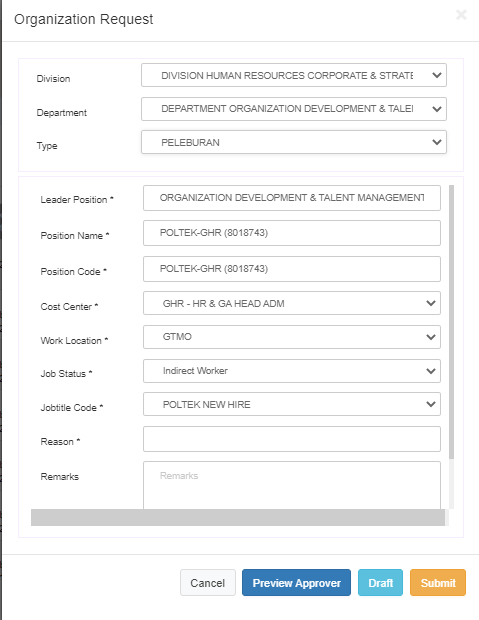 Organization Request
Division
DIVISION HUMAN RESOURCES CORPORATE & STRATE
Department
DEPARTMENT ORGANIZATION DEVELOPMENT & TALE
Type
PELEBURAN
Leader Position *
ORGANIZATION DEVELOPMENT & TALENT MANAGEMENT
Position Name *
POLTEK-GHR (8018743)
Position Code *
POLTEK-GHR (8018743)
Cost Center *
GHR - HR & GA HEAD ADM
Work Location *
GTMO
Job Status *
Indirect Worker
Jobtitle Code *
POLTEK NEW HIRE
Reason *
Remarks
Remarks
Cancel
Preview Approver
Draft
Submit